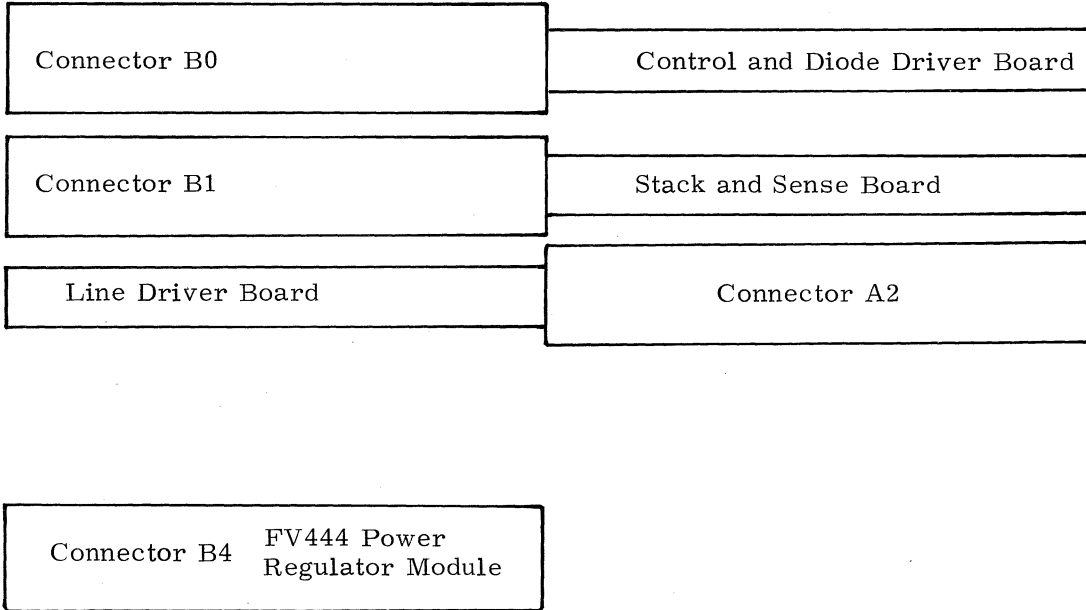 Connector B0
Control and Diode Driver Board
Connector B1
Stack and Sense Board
Line Driver Board
Connector A2
Connector B4
FV444 Power
Regulator Module